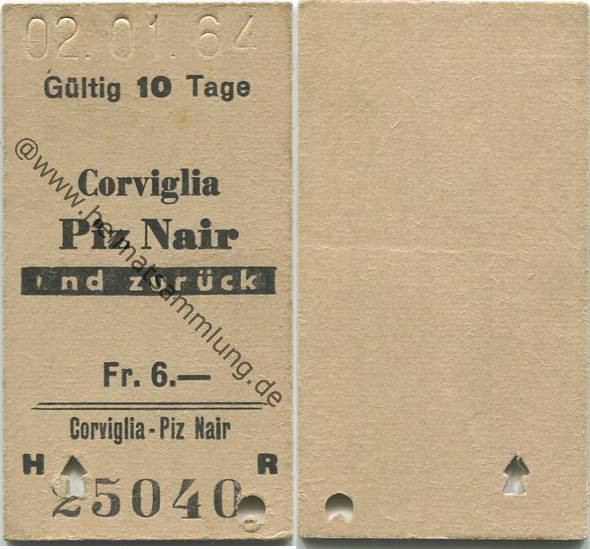 02.01.64
Gültig 10 Tage
Corviglia
Piz Nair
und zurück
Fr. 6.—
Corviglia - Piz Nair
H R
25040
@www.heimatsammlung.de